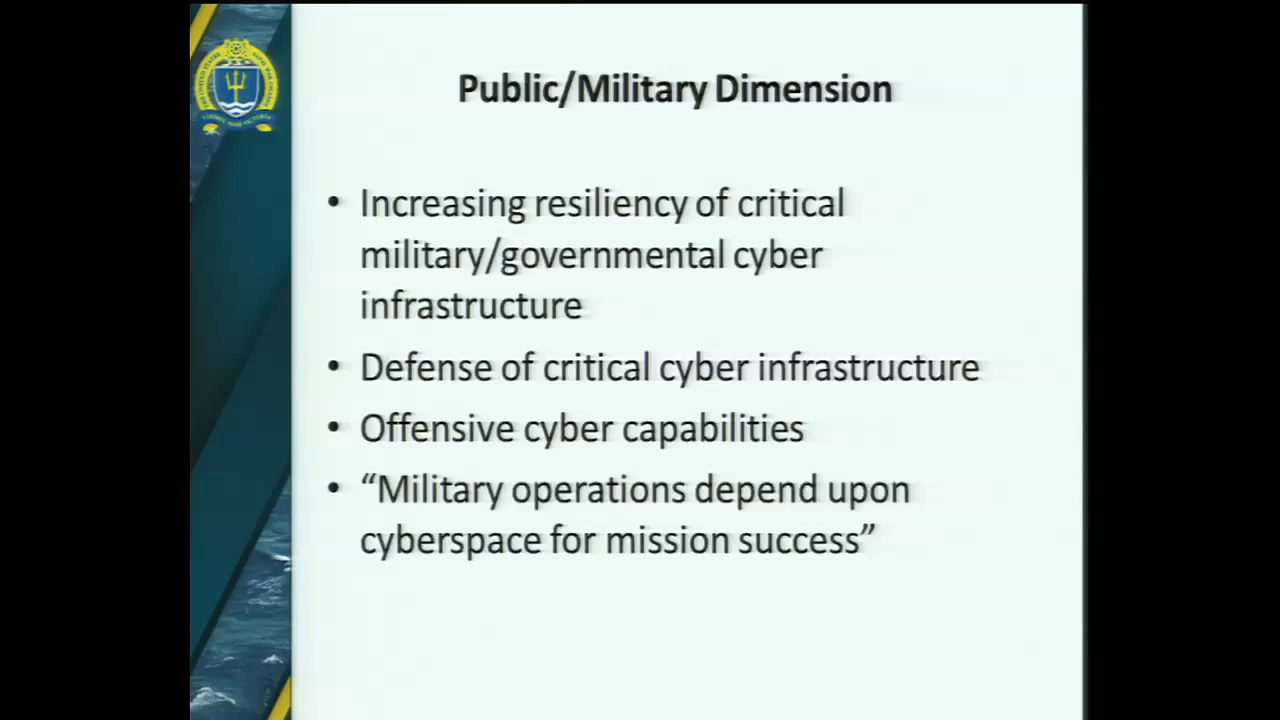 Public/Military Dimension
• Increasing resiliency of critical
military/governmental cyber
infrastructure
• Defense of critical cyber infrastructure
• Offensive cyber capabilities
• “Military operations depend upon
cyberspace for mission success”